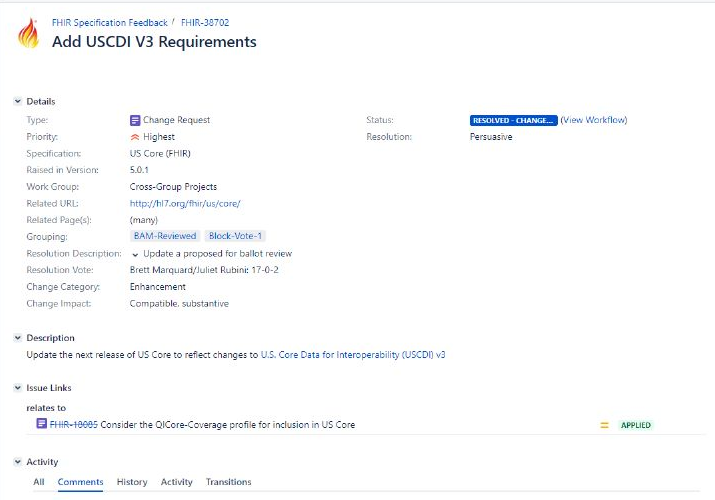 FHIR Specification Feedback / FHIR-38702
Add USCDI V3 Requirements
Details
Type: Change Request Status: RESOLVED - CHANGE... (View Workflow)
Priority: Highest Resolution: Persuasive
Specification: US Core (FHIR)
Raised in Version: 5.0.1
Work Group: Cross-Group Projects
Related URL: http://hl7.org/fhir/us/core/
Related Page(s): (many)
Grouping: BAM-Reviewed Block-Vote-1
Resolution Description: Update a proposed for ballot review
Resolution Vote: Brett Marquard/Juliet Rubini: 17-0-2
Change Category: Enhancement
Change Impact: Compatible, substantive
Description
Update the next release of US Core to reflect changes to U.S. Core Data for Interoperability (USCDI) v3
Issue Links
relates to
FHIR-18085 Consider the QICore-Coverage profile for inclusion in US Core APPLIED
Activity
All Comments History Activity Transitions